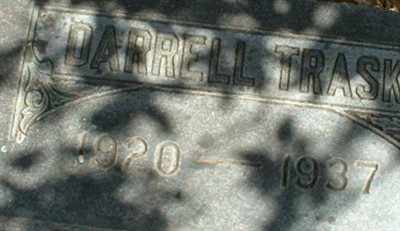 DARRELL TRASK
1920 — 1937